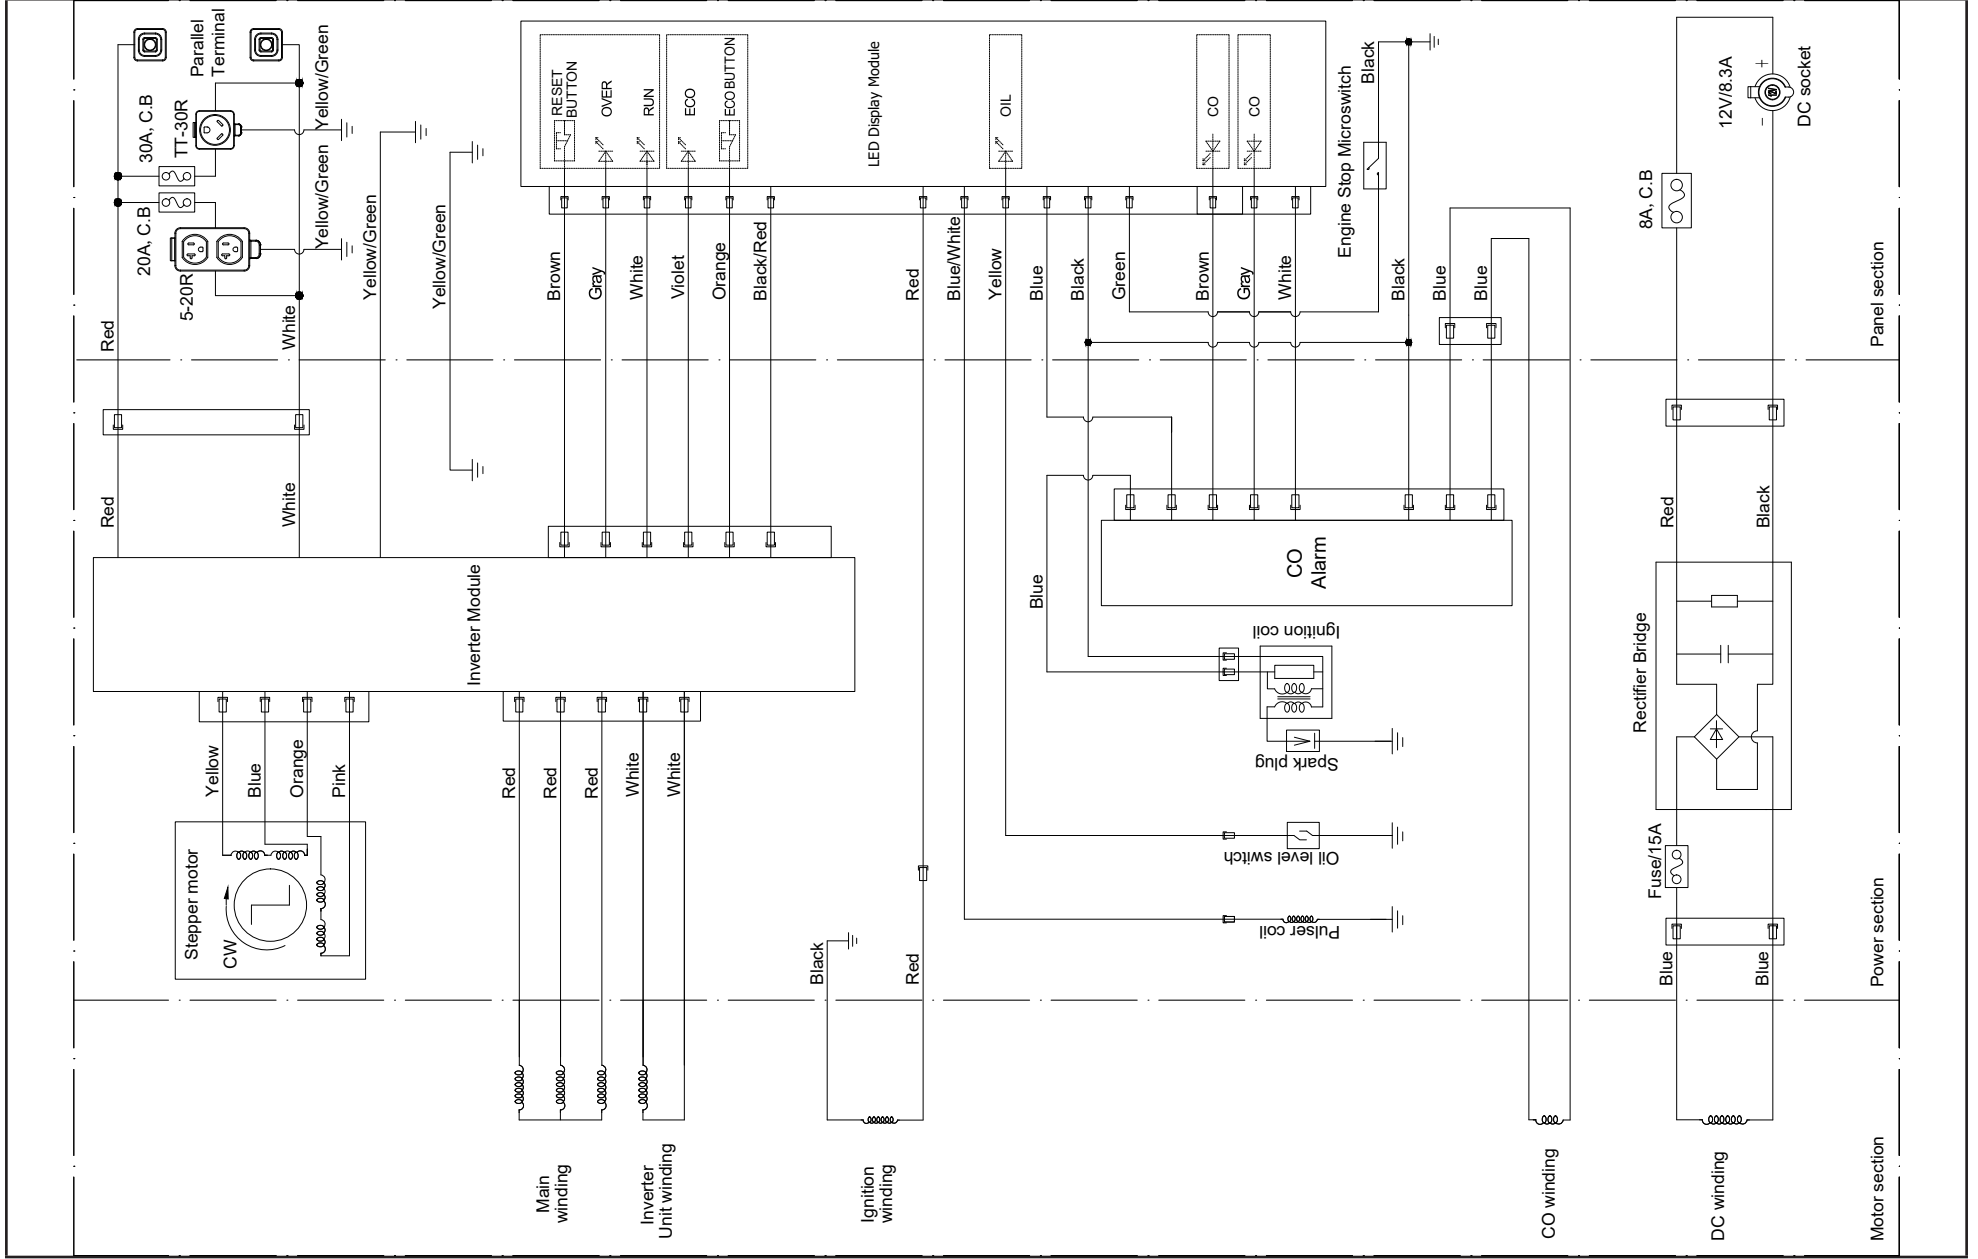 Parallel
Terminal
30A, C.B
TT-30R
20A, C.B
5-20R
Yellow/Green
Yellow/Green
Yellow/Green
Yellow/Green
Red
White
Red
White
RESET
BUTTON
OVER
RUN
ECO
ECO BUTTON
LED Display Module
OIL
CO
CO
Engine Stop Microswitch
Black
Brown
Gray
White
Violet
Orange
Black/Red
Red
Blue/White
Yellow
Blue
Black
Green
Brown
Gray
White
Black
Blue
Blue
12V/8.3A
12V
+
-
DC socket
8A, C.B
Panel section
Inverter Module
CO
Alarm
Blue
Ignition coil
Spark plug
Oil level switch
Pulser coil
Red
Black
Rectifier Bridge
Fuse/15A
Blue
Blue
Power section
Yellow
Blue
Orange
Pink
Stepper motor
CW
Red
Red
Red
White
White
Black
Red
Main
winding
Inverter
Unit winding
Ignition
winding
CO winding
DC winding
Motor section